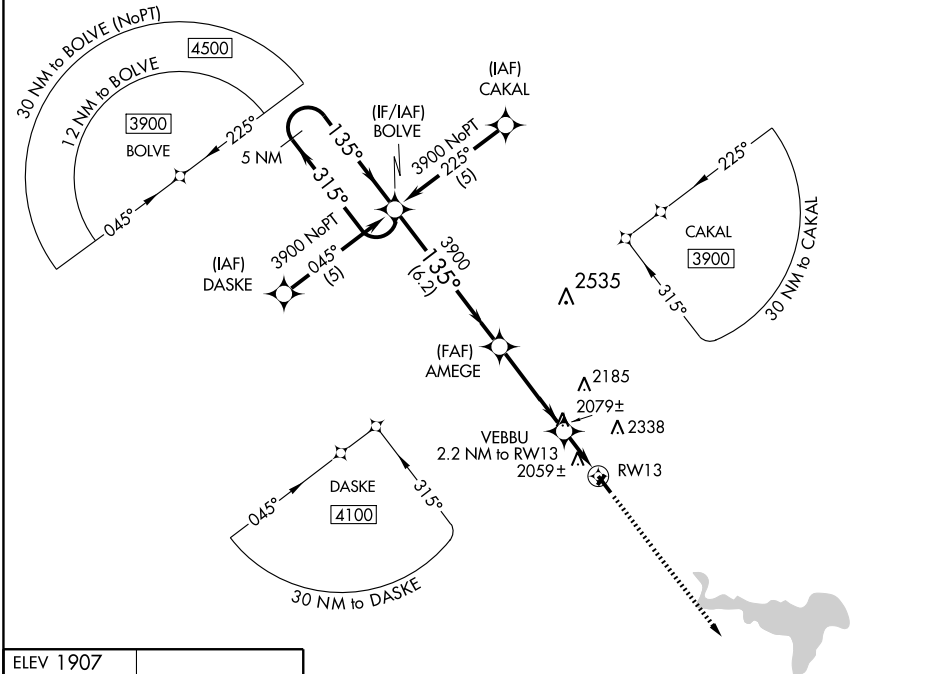 30 NM to BOLVE (NoPT)
4500
12 NM to BOLVE
3900
BOLVE
225°
045°
5 NM
135°
315°
(IF/IAF)
BOLVE
(IAF)
CAKAL
3900 NoPT
225°
(5)
3900 NoPT
045°
(5)
(IAF)
DASKE
3900
135°
(6.2)
225°
CAKAL
3900
315°
30 NM to CAKAL
2535
(FAF)
AMEGE
2185
2079±
2338
VEBBU
2.2 NM to RW13
2059±
RW13
DASKE
4100
045°
315°
30 NM to DASKE
ELEV 1907